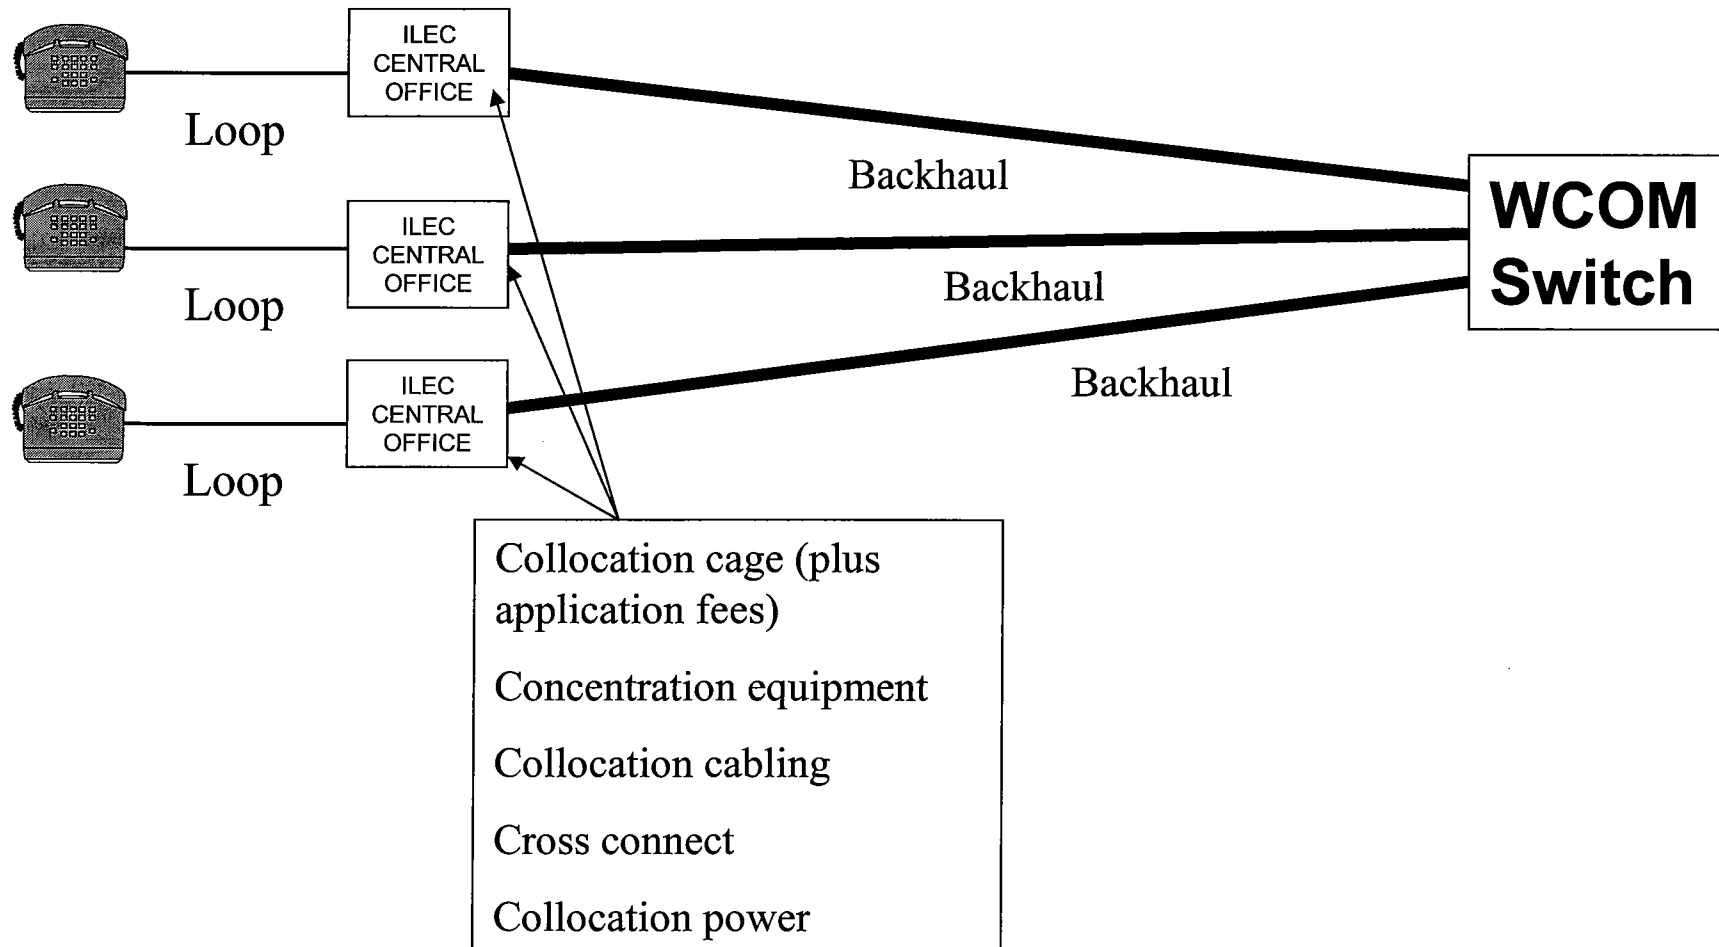 ILEC
CENTRAL
OFFICE
Loop
Backhaul
ILEC
CENTRAL
OFFICE
Loop
Backhaul
WCOM
Switch
ILEC
CENTRAL
OFFICE
Loop
Backhaul
Collocation cage (plus
application fees)
Concentration equipment
Collocation cabling
Cross connect
Collocation power